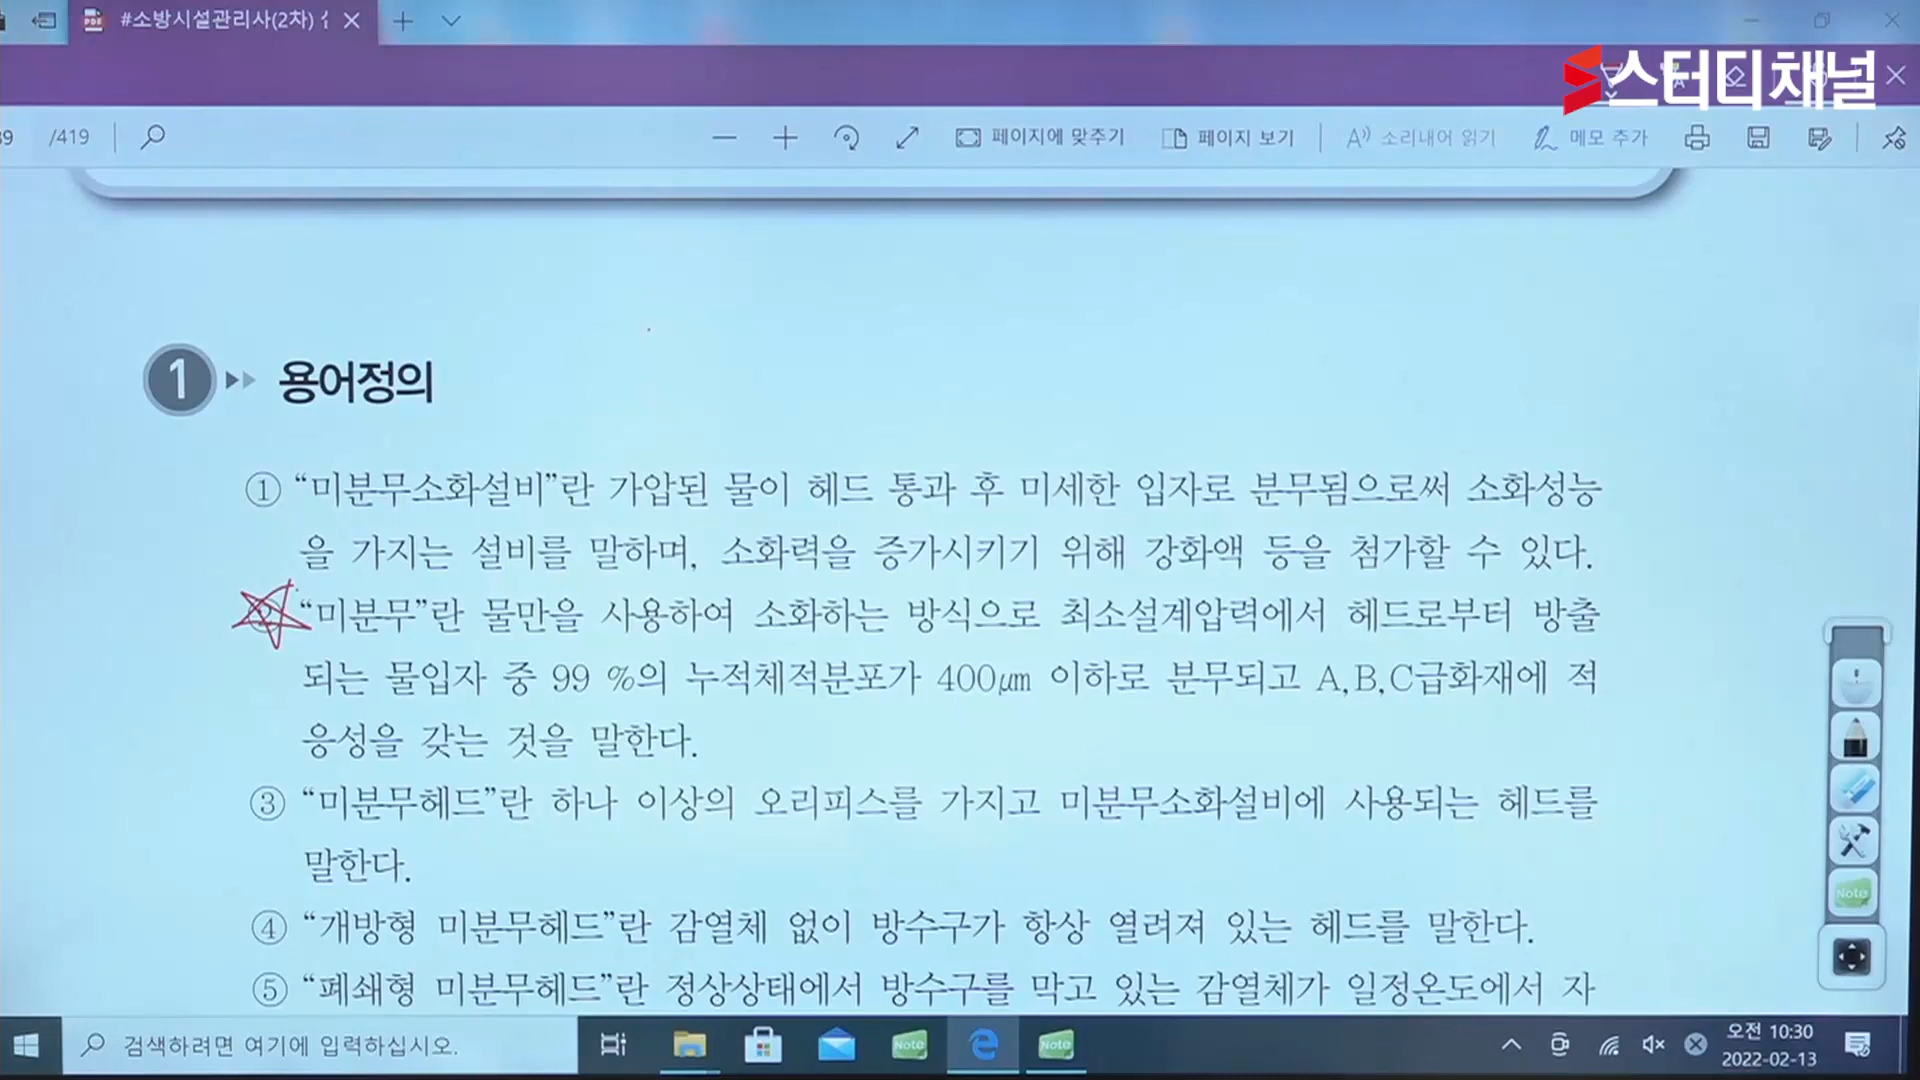 #소방시설관리사(2차)
스터디채널
/419
페이지에 맞추기
페이지 보기
소리내어 읽기
메모 추가
1 용어정의
① “미분무소화설비”란 가압된 물이 헤드 통과 후 미세한 입자로 분무됨으로써 소화성능
을 가지는 설비를 말하며, 소화력을 증가시키기 위해 강화액 등을 첨가할 수 있다.
② “미분무”란 물만을 사용하여 소화하는 방식으로 최소설계압력에서 헤드로부터 방출
되는 물입자 중 99 %의 누적체적분포가 400㎛ 이하로 분무되고 A,B,C급화재에 적
응성을 갖는 것을 말한다.
③ “미분무헤드”란 하나 이상의 오리피스를 가지고 미분무소화설비에 사용되는 헤드를
말한다.
④ “개방형 미분무헤드”란 감열체 없이 방수구가 항상 열려져 있는 헤드를 말한다.
⑤ “폐쇄형 미분무헤드”란 정상상태에서 방수구를 막고 있는 감열체가 일정온도에서 자
Note
검색하려면 여기에 입력하십시오.
Note
Note
오전 10:30
2022-02-13